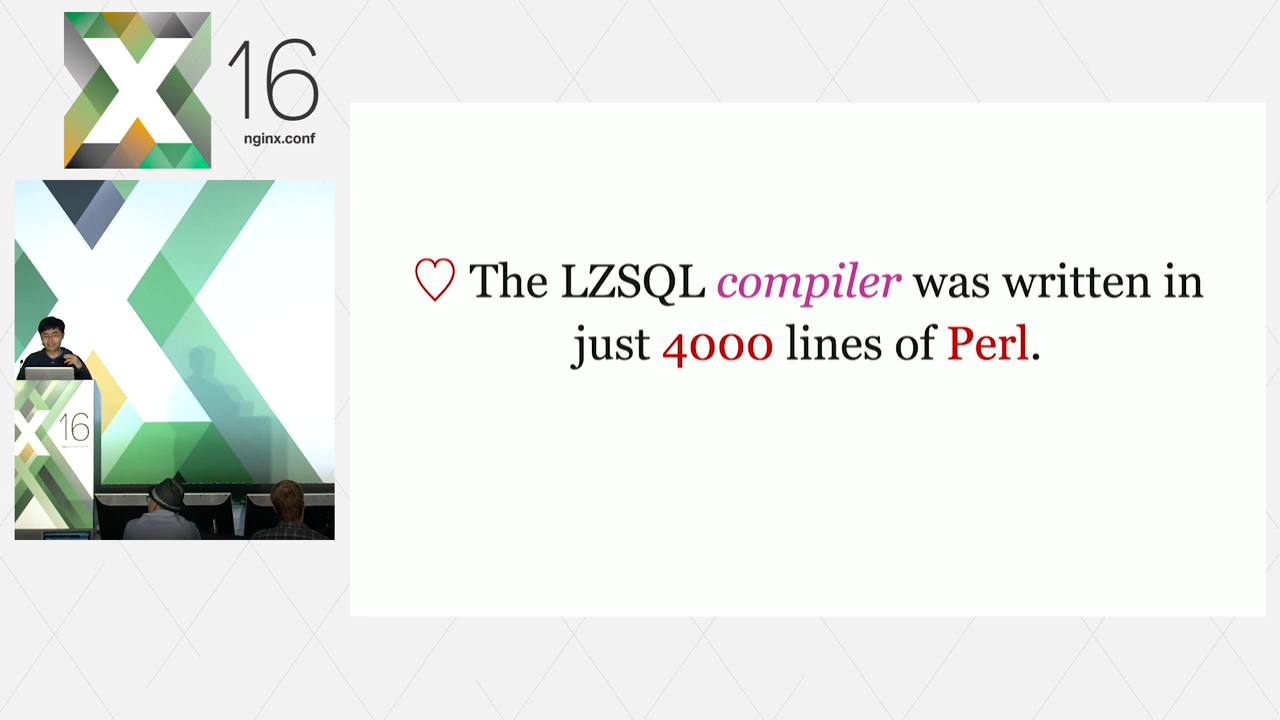 16
nginx.conf
♡ The LZSQL compiler was written in
just 4000 lines of Perl.
16